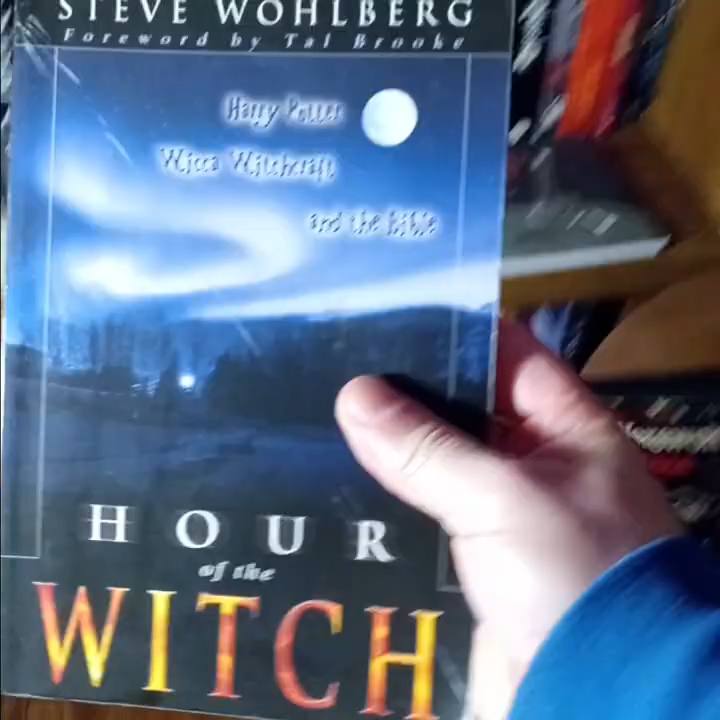 STEVE WOHLBERG
Foreword by Tal Brooke
Harry Potter
Wicca Witchcraft
and the Bible
HOUR
of the
WITCH